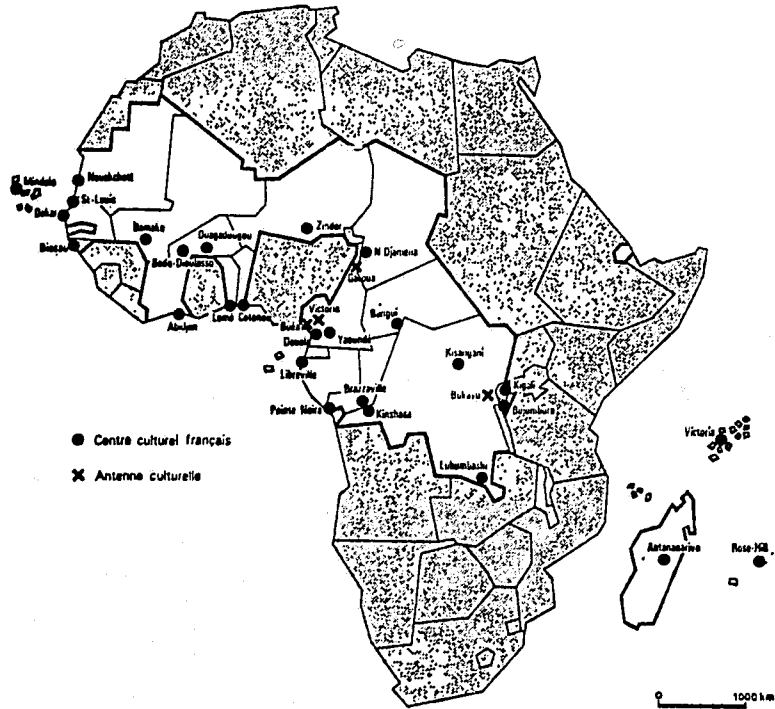 Mindelo
Nouakchott
St-Louis
Dakar
Bissau
Bamako
Ouagadougou
Bobo-Dioulasso
Zinder
N'Djamena
Garoua
Abidjan
Lomé
Cotonou
Victoria
Buea
Douala
Yaoundé
Bangui
Libreville
Kisangani
Brazzaville
Bukavu
Kigali
Pointe Noire
Kinshasa
Bujumbura
Victoria
● Centre culturel français
✕ Antenne culturelle
Lubumbashi
Antananarivo
Rose-Hill
0 1000 km